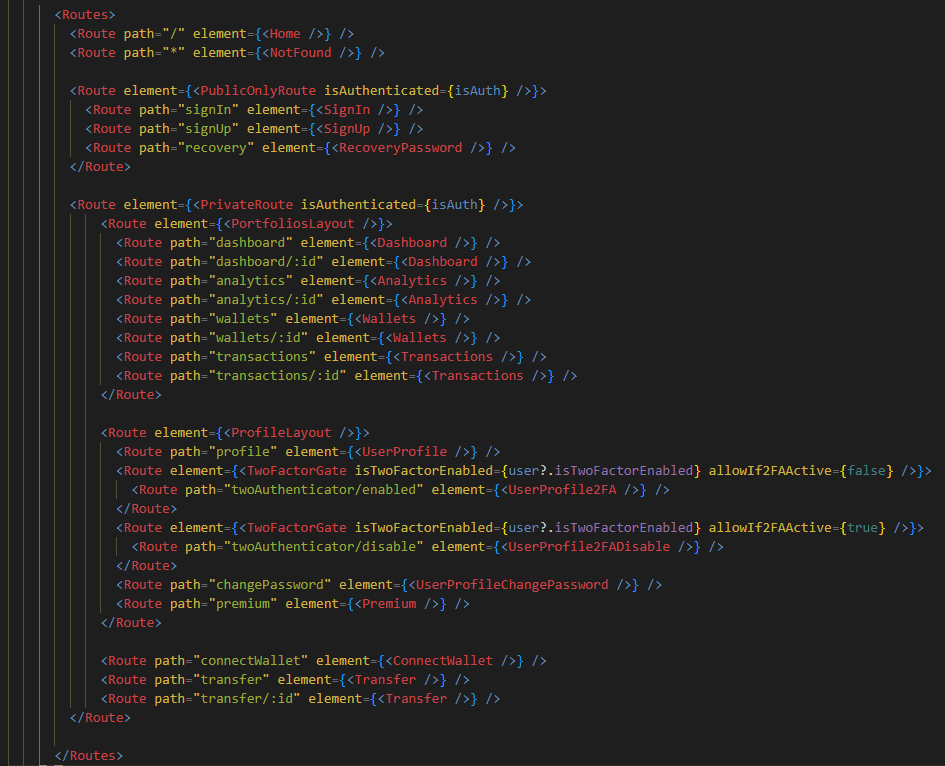 <Routes>
<Route path="/" element={<Home />} />
<Route path="*" element={<NotFound />} />
<Route element={<PublicOnlyRoute isAuthenticated={isAuth} />}>
<Route path="signIn" element={<SignIn />} />
<Route path="signUp" element={<SignUp />} />
<Route path="recovery" element={<RecoveryPassword />} />
</Route>
<Route element={<PrivateRoute isAuthenticated={isAuth} />}>
<Route element={<PortfoliosLayout />}>
<Route path="dashboard" element={<Dashboard />} />
<Route path="dashboard/:id" element={<Dashboard />} />
<Route path="analytics" element={<Analytics />} />
<Route path="analytics/:id" element={<Analytics />} />
<Route path="wallets" element={<Wallets />} />
<Route path="wallets/:id" element={<Wallets />} />
<Route path="transactions" element={<Transactions />} />
<Route path="transactions/:id" element={<Transactions />} />
</Route>
<Route element={<ProfileLayout />}>
<Route path="profile" element={<UserProfile />} />
<Route element={<TwoFactorGate isTwoFactorEnabled={user?.isTwoFactorEnabled} allowIf2FAActive={false} />}>
<Route path="twoAuthenticator/enabled" element={<UserProfile2FA />} />
</Route>
<Route element={<TwoFactorGate isTwoFactorEnabled={user?.isTwoFactorEnabled} allowIf2FAActive={true} />}>
<Route path="twoAuthenticator/disable" element={<UserProfile2FADisable />} />
</Route>
<Route path="changePassword" element={<UserProfileChangePassword />} />
<Route path="premium" element={<Premium />} />
</Route>
<Route path="connectWallet" element={<ConnectWallet />} />
<Route path="transfer" element={<Transfer />} />
<Route path="transfer/:id" element={<Transfer />} />
</Route>
</Routes>